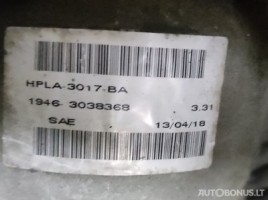 HPLA-3017-BA
1946- 3038368 3.31
SAE 13/04/18
AUTOBONUS.LT